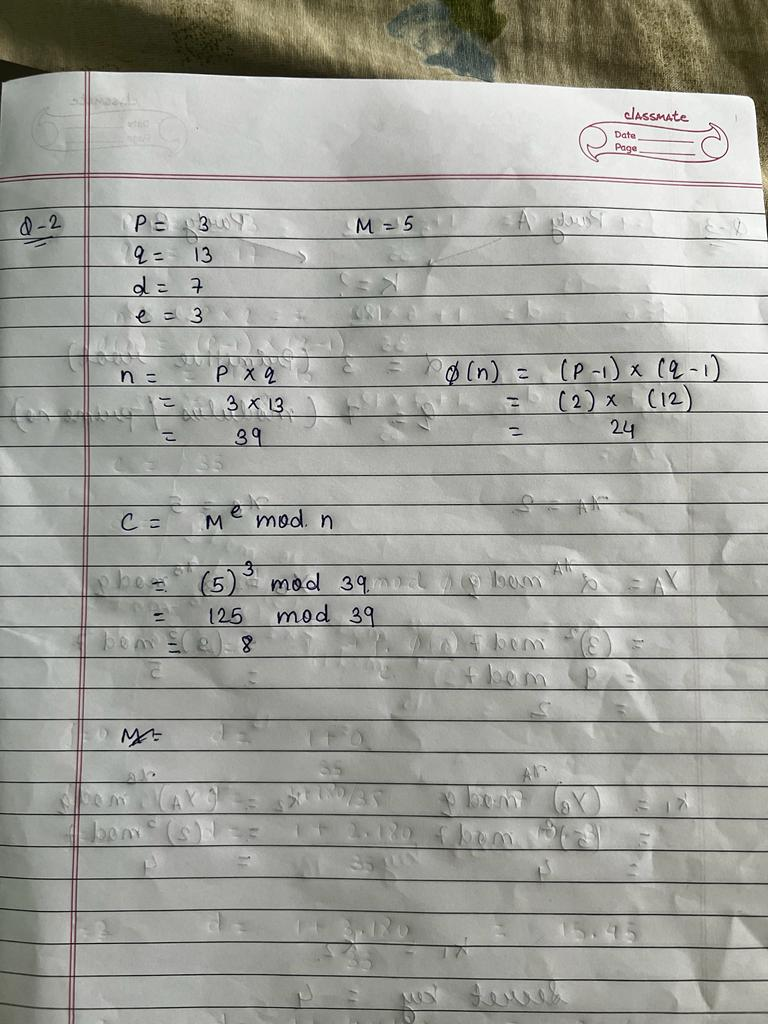 classmate
Date
Page
Q-2 P = 3 M = 5
q = 13
d = 7
e = 3
n = P × q ϕ(n) = (P-1) × (q-1)
= 3 × 13 = (2) × (12)
= 39 = 24
C = M^e mod n
= (5)^3 mod 39
= 125 mod 39
= 8